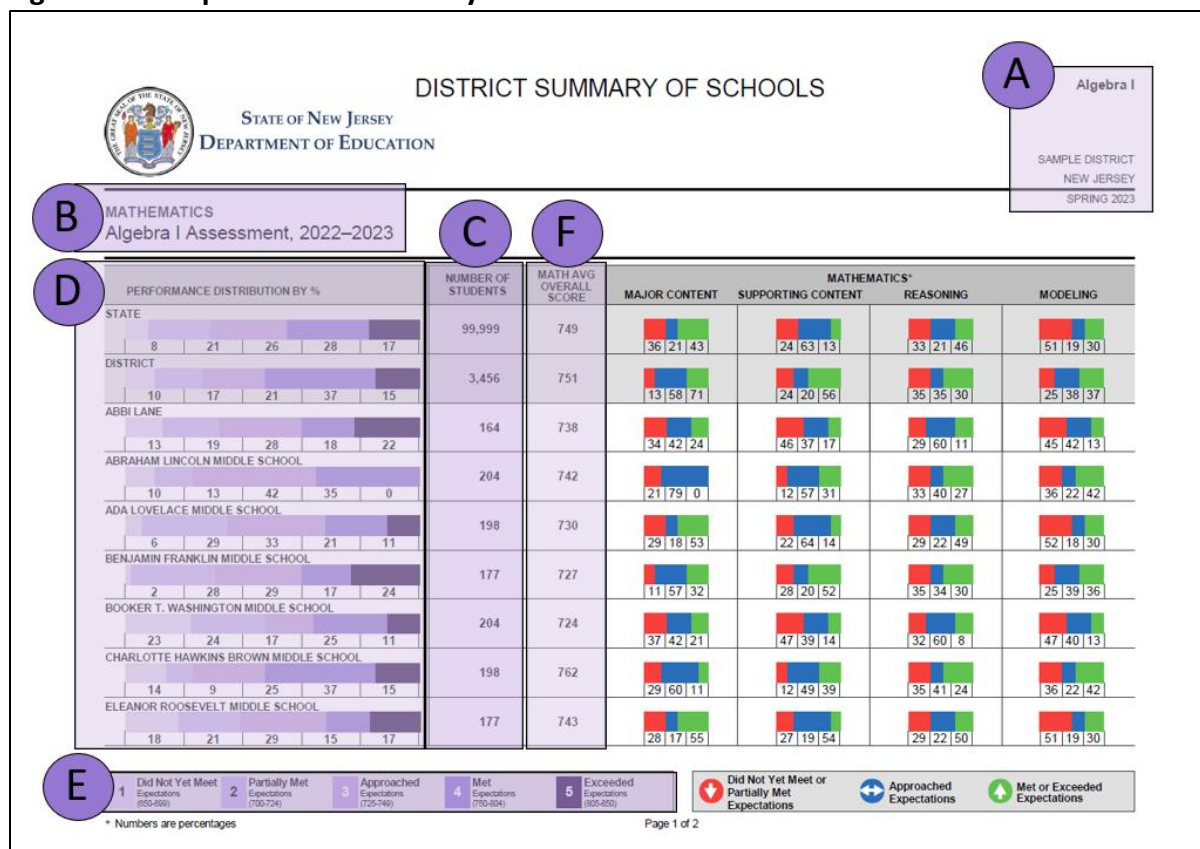 DISTRICT SUMMARY OF SCHOOLS
A
Algebra I
STATE OF NEW JERSEY
DEPARTMENT OF EDUCATION
SAMPLE DISTRICT
NEW JERSEY
SPRING 2023
B
MATHEMATICS
Algebra I Assessment, 2022–2023
C
F
D
PERFORMANCE DISTRIBUTION BY %
NUMBER OF
STUDENTS
MATH AVG
OVERALL
SCORE
MATHEMATICS*
MAJOR CONTENT SUPPORTING CONTENT REASONING MODELING
STATE
99,999 749
8 21 26 28 17 36 21 43 24 63 13 33 21 46 51 19 30
DISTRICT
3,456 751
10 17 21 37 15 13 58 71 24 20 56 35 35 30 25 38 37
ABBI LANE
164 738
13 19 28 18 22 34 42 24 46 37 17 29 60 11 45 42 13
ABRAHAM LINCOLN MIDDLE SCHOOL
204 742
10 13 42 35 0 21 79 0 12 57 31 33 40 27 36 22 42
ADA LOVELACE MIDDLE SCHOOL
198 730
6 29 33 21 11 29 18 53 22 64 14 29 22 49 52 18 30
BENJAMIN FRANKLIN MIDDLE SCHOOL
177 727
2 28 29 17 24 11 57 32 28 20 52 35 34 30 25 39 36
BOOKER T. WASHINGTON MIDDLE SCHOOL
204 724
23 24 17 25 11 37 42 21 47 39 14 32 60 8 47 40 13
CHARLOTTE HAWKINS BROWN MIDDLE SCHOOL
198 762
14 9 25 37 15 29 60 11 12 49 39 35 41 24 36 22 42
ELEANOR ROOSEVELT MIDDLE SCHOOL
177 743
18 21 29 15 17 28 17 55 27 19 54 29 22 50 51 19 30
E
1 Did Not Yet Meet
Expectations
(650-699)
2 Partially Met
Expectations
(700-724)
3 Approached
Expectations
(725-749)
4 Met
Expectations
(750-804)
5 Exceeded
Expectations
(805-850)
Did Not Yet Meet or
Partially Met
Expectations
Approached
Expectations
Met or Exceeded
Expectations
* Numbers are percentages
Page 1 of 2